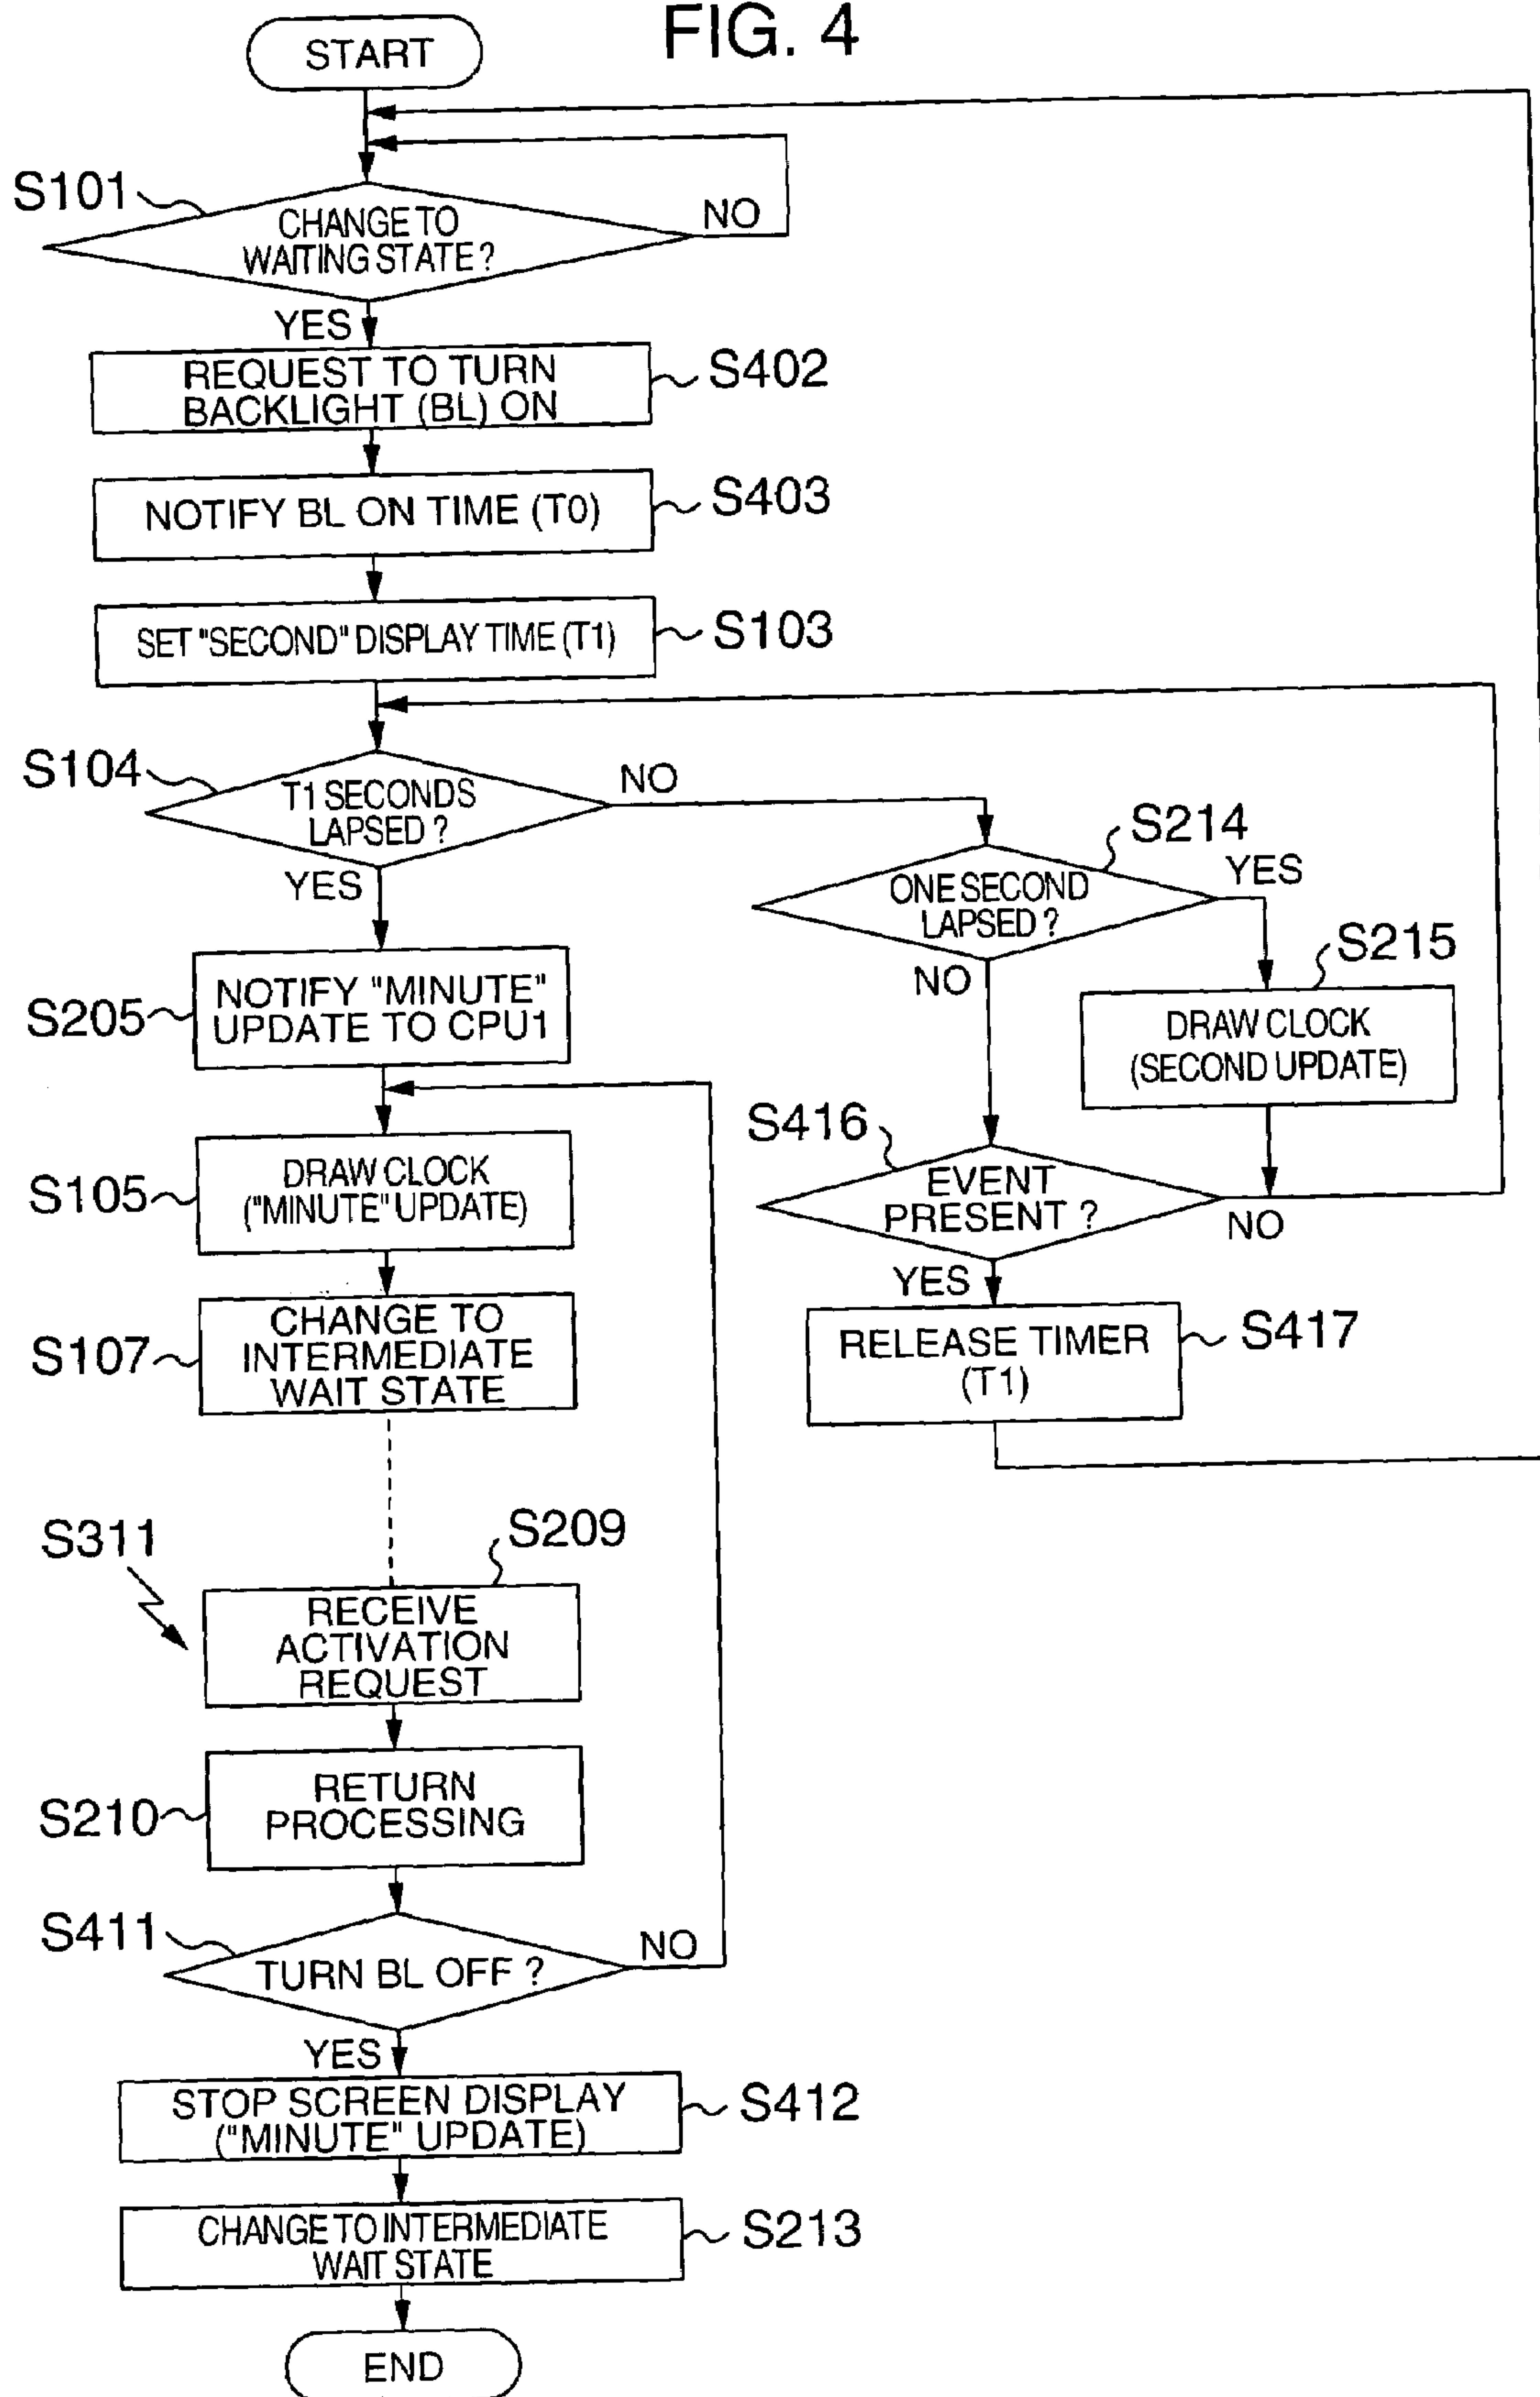 FIG. 4
START
S101
CHANGE TO
WAITING STATE ?
NO
YES
REQUEST TO TURN
BACKLIGHT (BL) ON
S402
NOTIFY BL ON TIME (T0)
S403
SET "SECOND" DISPLAY TIME (T1)
S103
S104
T1 SECONDS
LAPSED ?
NO
YES
S214
ONE SECOND
LAPSED ?
YES
NO
S215
DRAW CLOCK
(SECOND UPDATE)
S205
NOTIFY "MINUTE"
UPDATE TO CPU1
S416
EVENT
PRESENT ?
NO
YES
S105
DRAW CLOCK
("MINUTE" UPDATE)
S107
CHANGE TO
INTERMEDIATE
WAIT STATE
RELEASE TIMER
(T1)
S417
S311
S209
RECEIVE
ACTIVATION
REQUEST
S210
RETURN
PROCESSING
S411
TURN BL OFF ?
NO
YES
STOP SCREEN DISPLAY
("MINUTE" UPDATE)
S412
CHANGE TO INTERMEDIATE
WAIT STATE
S213
END